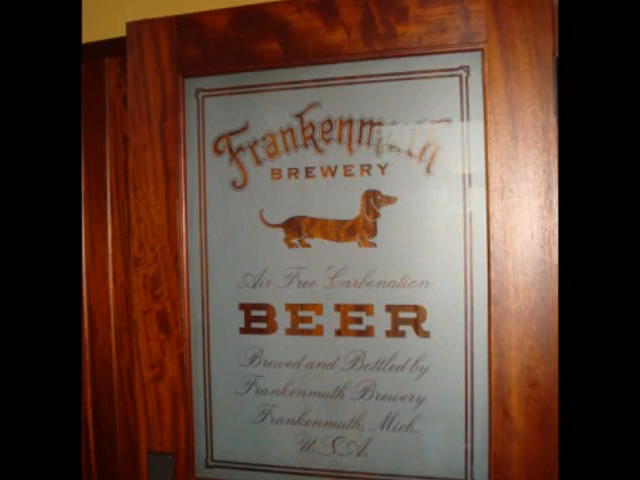 Frankenmuth
BREWERY
Air Free Carbonation
BEER
Brewed and Bottled by
Frankenmuth Brewery
Frankenmuth, Mich.
U.S.A.